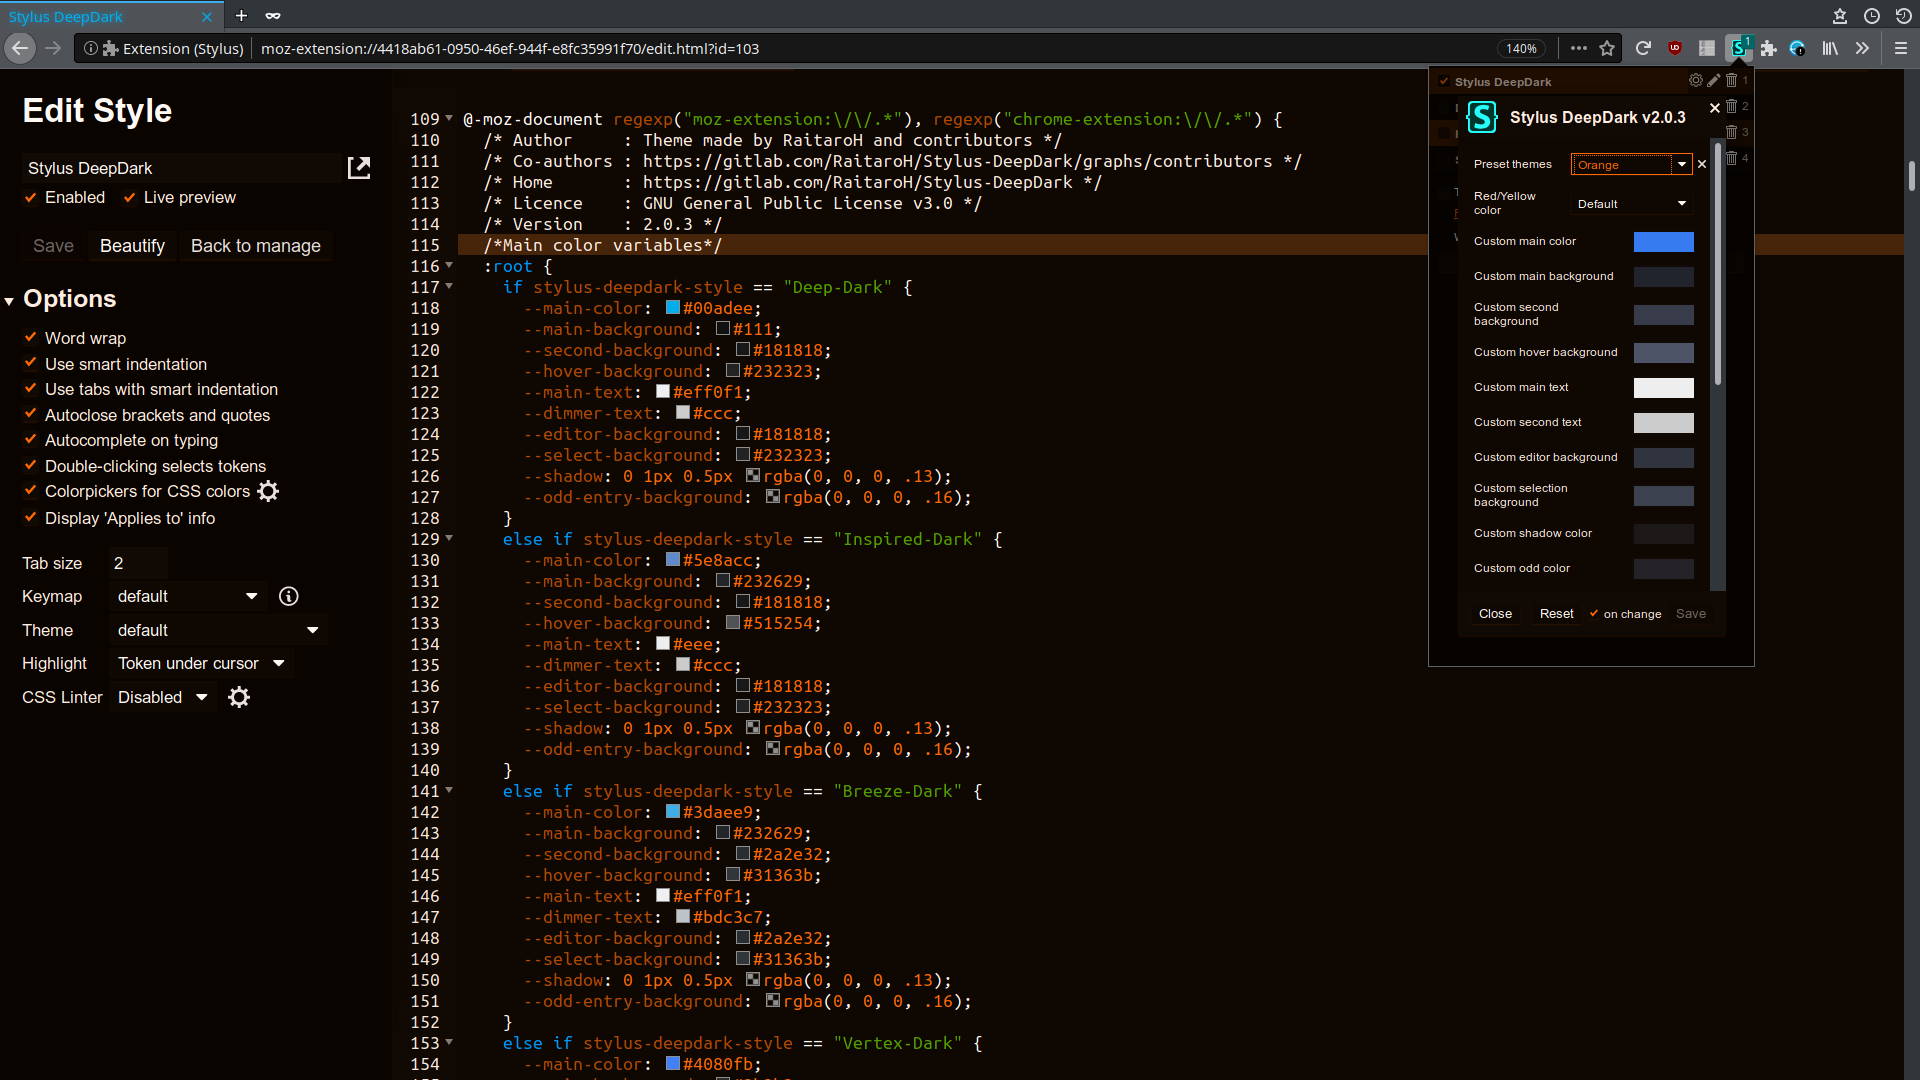 Stylus DeepDark
Extension (Stylus)
moz-extension://4418ab61-0950-46ef-944f-e8fc35991f70/edit.html?id=103
140%
1
Edit Style
Stylus DeepDark
Enabled
Live preview
Save
Beautify
Back to manage
Options
Word wrap
Use smart indentation
Use tabs with smart indentation
Autoclose brackets and quotes
Autocomplete on typing
Double-clicking selects tokens
Colorpickers for CSS colors
Display 'Applies to' info
Tab size 2
Keymap default
Theme default
Highlight Token under cursor
CSS Linter Disabled
109 @-moz-document regexp("moz-extension:\/\/.*"), regexp("chrome-extension:\/\/.*") {
110 /* Author : Theme made by RaitaroH and contributors */
111 /* Co-authors : https://gitlab.com/RaitaroH/Stylus-DeepDark/graphs/contributors */
112 /* Home : https://gitlab.com/RaitaroH/Stylus-DeepDark */
113 /* Licence : GNU General Public License v3.0 */
114 /* Version : 2.0.3 */
115 /*Main color variables*/
116 :root {
117 if stylus-deepdark-style == "Deep-Dark" {
118 --main-color: #00adee;
119 --main-background: #111;
120 --second-background: #181818;
121 --hover-background: #232323;
122 --main-text: #eff0f1;
123 --dimmer-text: #ccc;
124 --editor-background: #181818;
125 --select-background: #232323;
126 --shadow: 0 1px 0.5px rgba(0, 0, 0, .13);
127 --odd-entry-background: rgba(0, 0, 0, .16);
128 }
129 else if stylus-deepdark-style == "Inspired-Dark" {
130 --main-color: #5e8acc;
131 --main-background: #232629;
132 --second-background: #181818;
133 --hover-background: #515254;
134 --main-text: #eee;
135 --dimmer-text: #ccc;
136 --editor-background: #181818;
137 --select-background: #232323;
138 --shadow: 0 1px 0.5px rgba(0, 0, 0, .13);
139 --odd-entry-background: rgba(0, 0, 0, .16);
140 }
141 else if stylus-deepdark-style == "Breeze-Dark" {
142 --main-color: #3daee9;
143 --main-background: #232629;
144 --second-background: #2a2e32;
145 --hover-background: #31363b;
146 --main-text: #eff0f1;
147 --dimmer-text: #bdc3c7;
148 --editor-background: #2a2e32;
149 --select-background: #31363b;
150 --shadow: 0 1px 0.5px rgba(0, 0, 0, .13);
151 --odd-entry-background: rgba(0, 0, 0, .16);
152 }
153 else if stylus-deepdark-style == "Vertex-Dark" {
154 --main-color: #4080fb;
Stylus DeepDark 1
2
3
4
Stylus DeepDark v2.0.3
Preset themes Orange
Red/Yellow color Default
Custom main color
Custom main background
Custom second background
Custom hover background
Custom main text
Custom second text
Custom editor background
Custom selection background
Custom shadow color
Custom odd color
Close
Reset
on change
Save